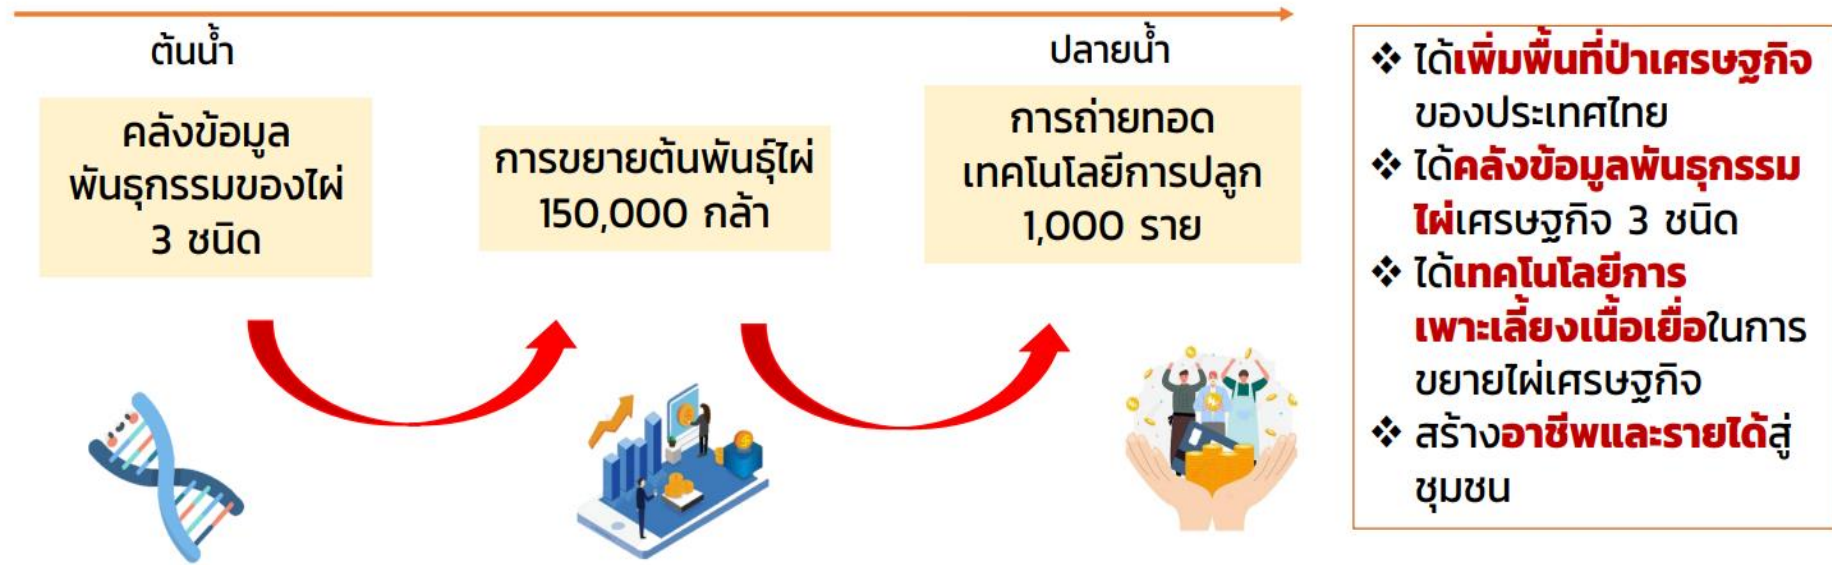 ต้นน้ำ
คลังข้อมูล
พันธุกรรมของไผ่
3 ชนิด
การขยายต้นพันธุ์ไผ่
150,000 กล้า
ปลายน้ำ
การถ่ายทอด
เทคโนโลยีการปลูก
1,000 ราย
❖ ได้เพิ่มพื้นที่ป่าเศรษฐกิจ
ของประเทศไทย
❖ ได้คลังข้อมูลพันธุกรรม
ไผ่เศรษฐกิจ 3 ชนิด
❖ ได้เทคโนโลยีการ
เพาะเลี้ยงเนื้อเยื่อในการ
ขยายไผ่เศรษฐกิจ
❖ สร้างอาชีพและรายได้สู่
ชุมชน